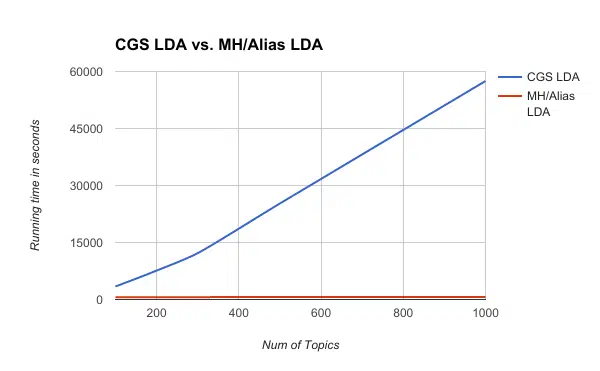 CGS LDA vs. MH/Alias LDA
60000
45000
30000
15000
0
Running time in seconds
200
400
600
800
1000
Num of Topics
CGS LDA
MH/Alias
LDA